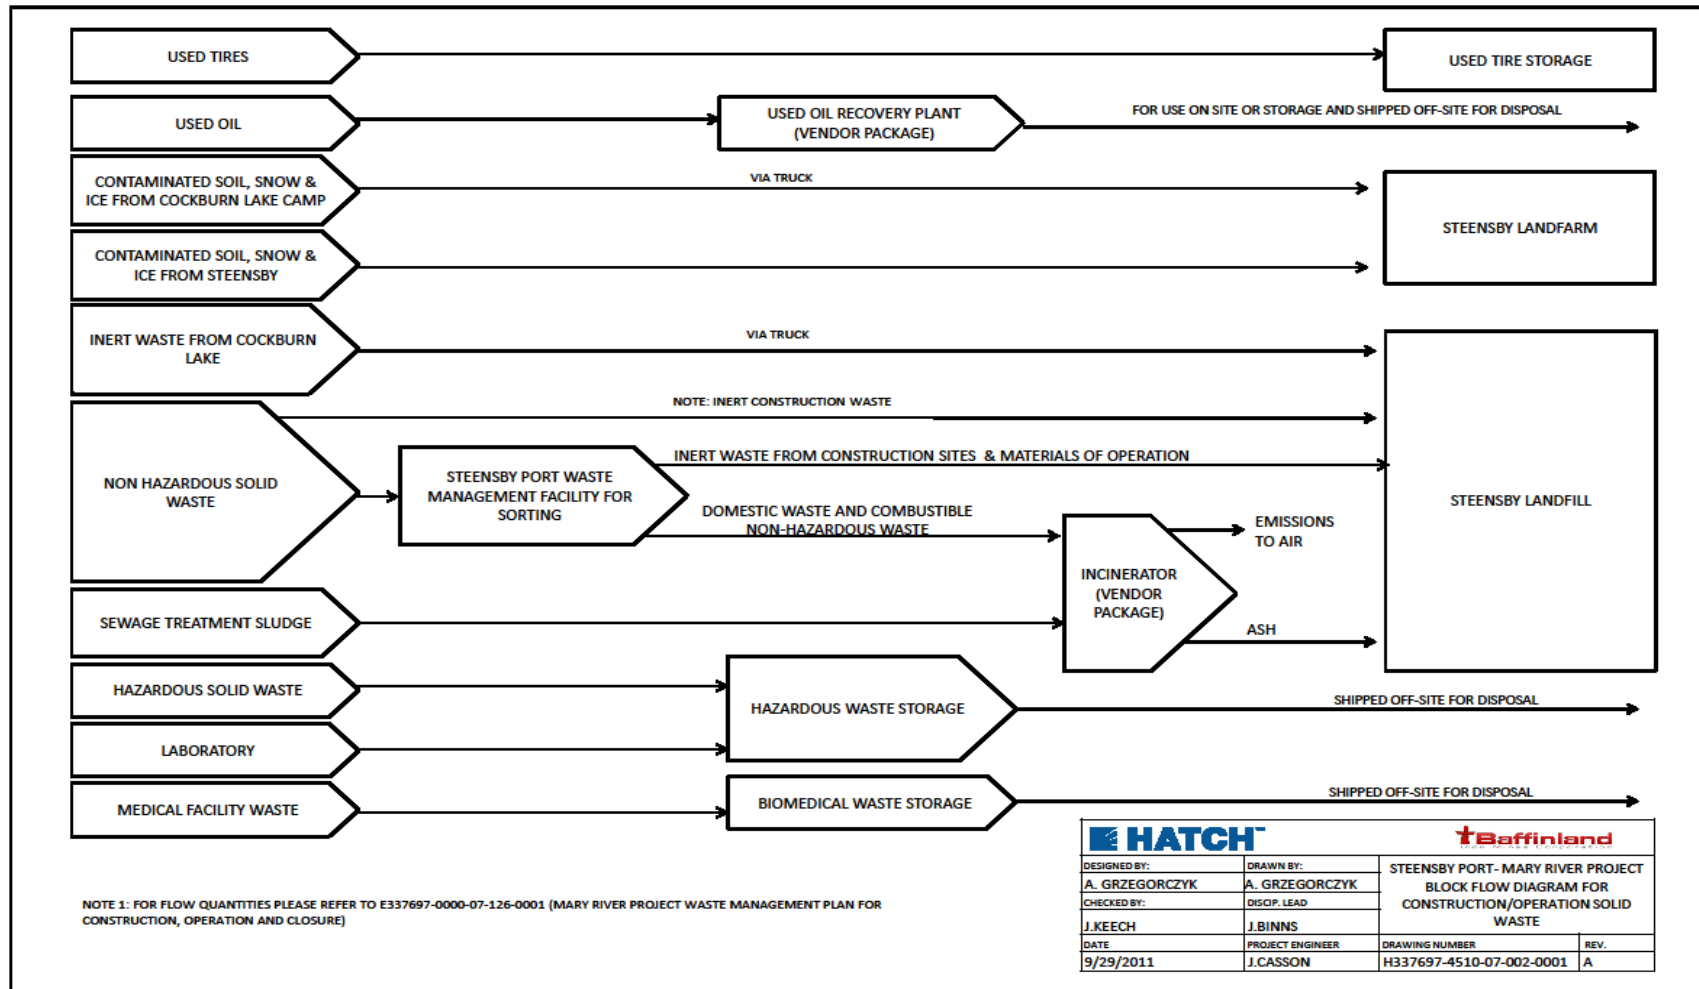 USED TIRES
USED TIRE STORAGE
USED OIL
USED OIL RECOVERY PLANT
(VENDOR PACKAGE)
FOR USE ON SITE OR STORAGE AND SHIPPED OFF-SITE FOR DISPOSAL
CONTAMINATED SOIL, SNOW &
ICE FROM COCKBURN LAKE CAMP
VIA TRUCK
STEENSBY LANDFARM
CONTAMINATED SOIL, SNOW &
ICE FROM STEENSBY
INERT WASTE FROM COCKBURN
LAKE
VIA TRUCK
NOTE: INERT CONSTRUCTION WASTE
NON HAZARDOUS SOLID
WASTE
STEENSBY PORT WASTE
MANAGEMENT FACILITY FOR
SORTING
INERT WASTE FROM CONSTRUCTION SITES & MATERIALS OF OPERATION
DOMESTIC WASTE AND COMBUSTIBLE
NON-HAZARDOUS WASTE
STEENSBY LANDFILL
INCINERATOR
(VENDOR
PACKAGE)
EMISSIONS
TO AIR
ASH
SEWAGE TREATMENT SLUDGE
HAZARDOUS SOLID WASTE
HAZARDOUS WASTE STORAGE
SHIPPED OFF-SITE FOR DISPOSAL
LABORATORY
MEDICAL FACILITY WASTE
BIOMEDICAL WASTE STORAGE
SHIPPED OFF-SITE FOR DISPOSAL
NOTE 1: FOR FLOW QUANTITIES PLEASE REFER TO E337697-0000-07-126-0001 (MARY RIVER PROJECT WASTE MANAGEMENT PLAN FOR
CONSTRUCTION, OPERATION AND CLOSURE)
HATCH™
Baffinland
DESIGNED BY:
A. GRZEGORCZYK
DRAWN BY:
A. GRZEGORCZYK
STEENSBY PORT- MARY RIVER PROJECT
BLOCK FLOW DIAGRAM FOR
CONSTRUCTION/OPERATION SOLID
WASTE
CHECKED BY:
J.KEECH
DISCIP. LEAD
J.BINNS
DATE
9/29/2011
PROJECT ENGINEER
J.CASSON
DRAWING NUMBER
H337697-4510-07-002-0001
REV.
A